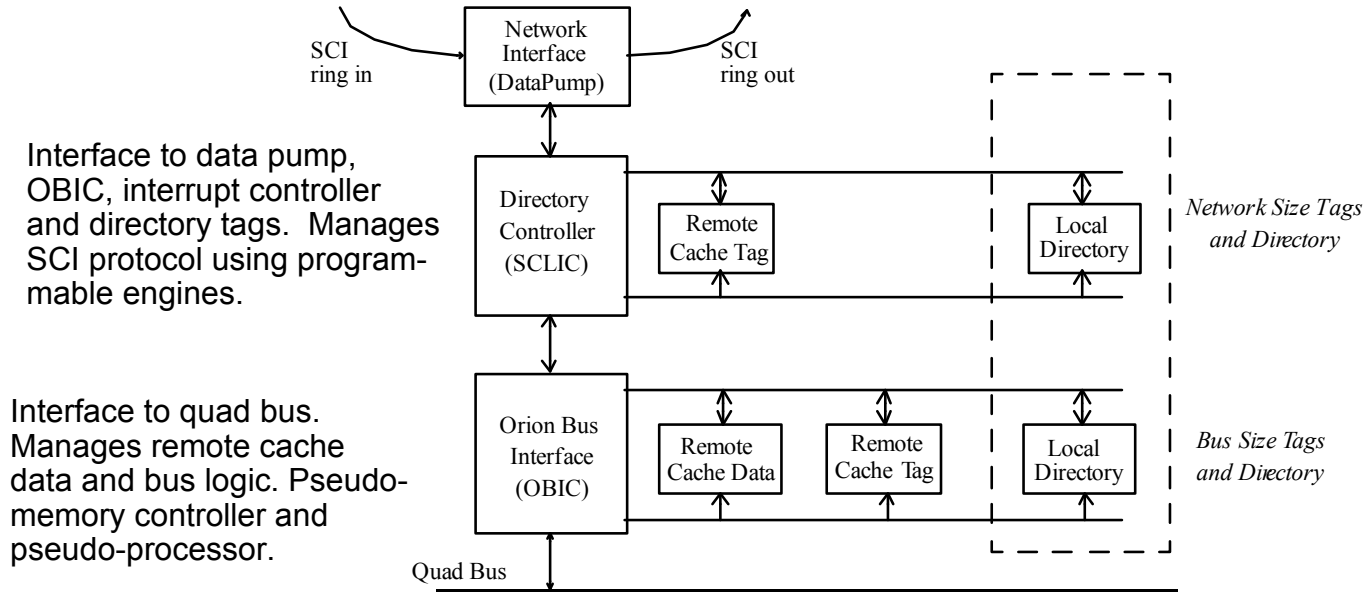 SCI
ring in
Network
Interface
(DataPump)
SCI
ring out
Interface to data pump,
OBIC, interrupt controller
and directory tags.  Manages
SCI protocol using program-
mable engines.
Directory
Controller
(SCLIC)
Remote
Cache Tag
Local
Directory
Network Size Tags
and Directory
Interface to quad bus.
Manages remote cache
data and bus logic. Pseudo-
memory controller and
pseudo-processor.
Orion Bus
Interface
(OBIC)
Remote
Cache Data
Remote
Cache Tag
Local
Directory
Bus Size Tags
and Directory
Quad Bus